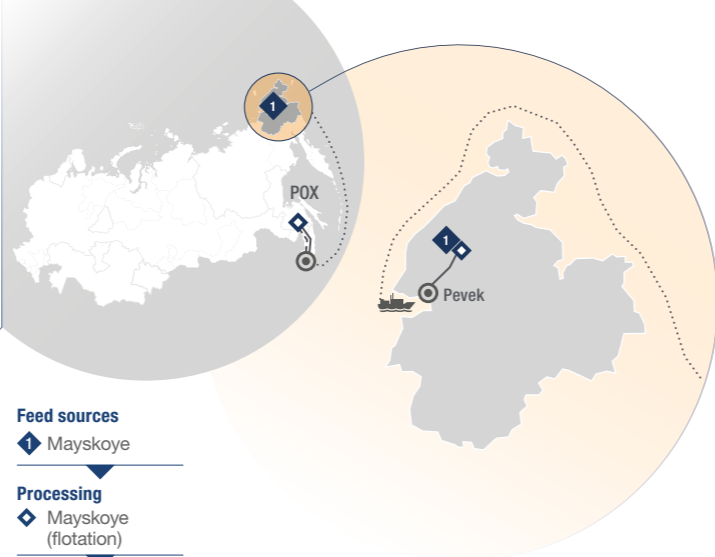 1
POX
1
Pevek
Feed sources
1 Mayskoye
Processing
Mayskoye
(flotation)